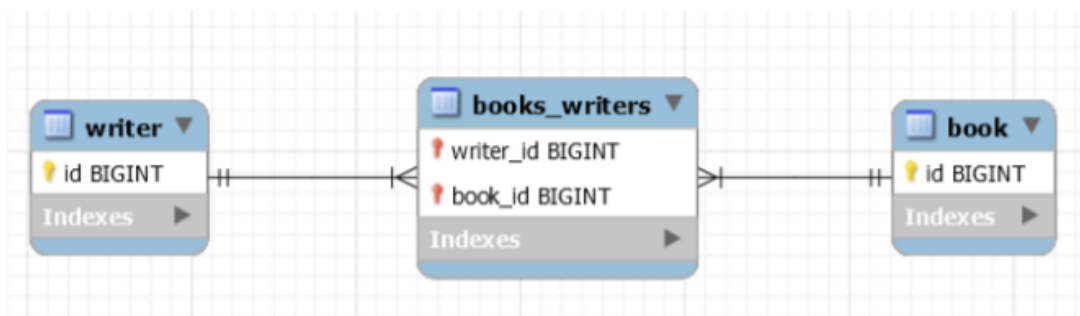 writer
id BIGINT
Indexes
books_writers
writer_id BIGINT
book_id BIGINT
Indexes
book
id BIGINT
Indexes